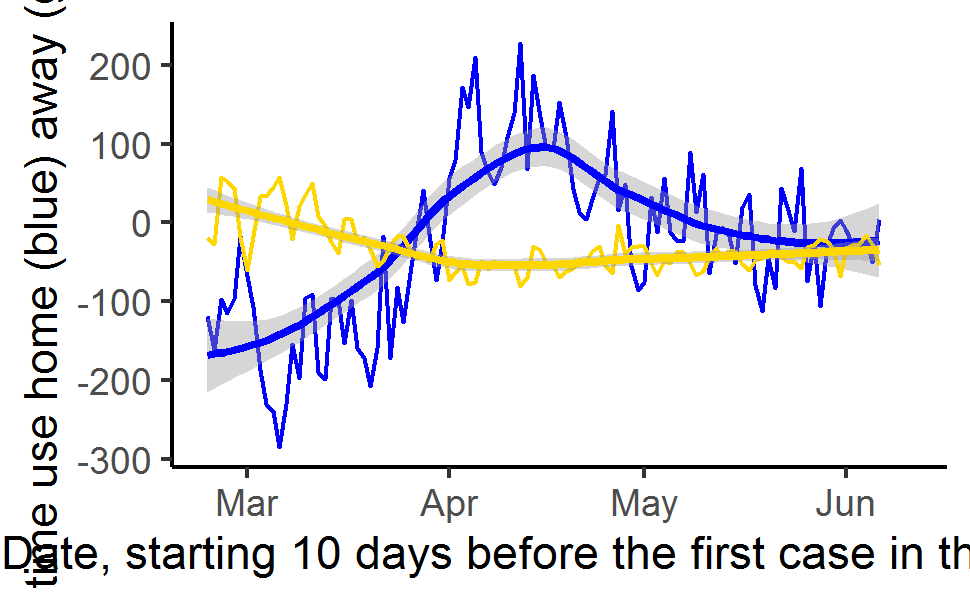 time use home (blue) away (g
200
100
0
-100
-200
-300
Mar Apr May Jun
Date, starting 10 days before the first case in th